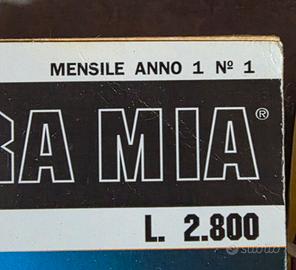 MENSILE ANNO 1 Nº 1
RA MIA®
L. 2.800
subito